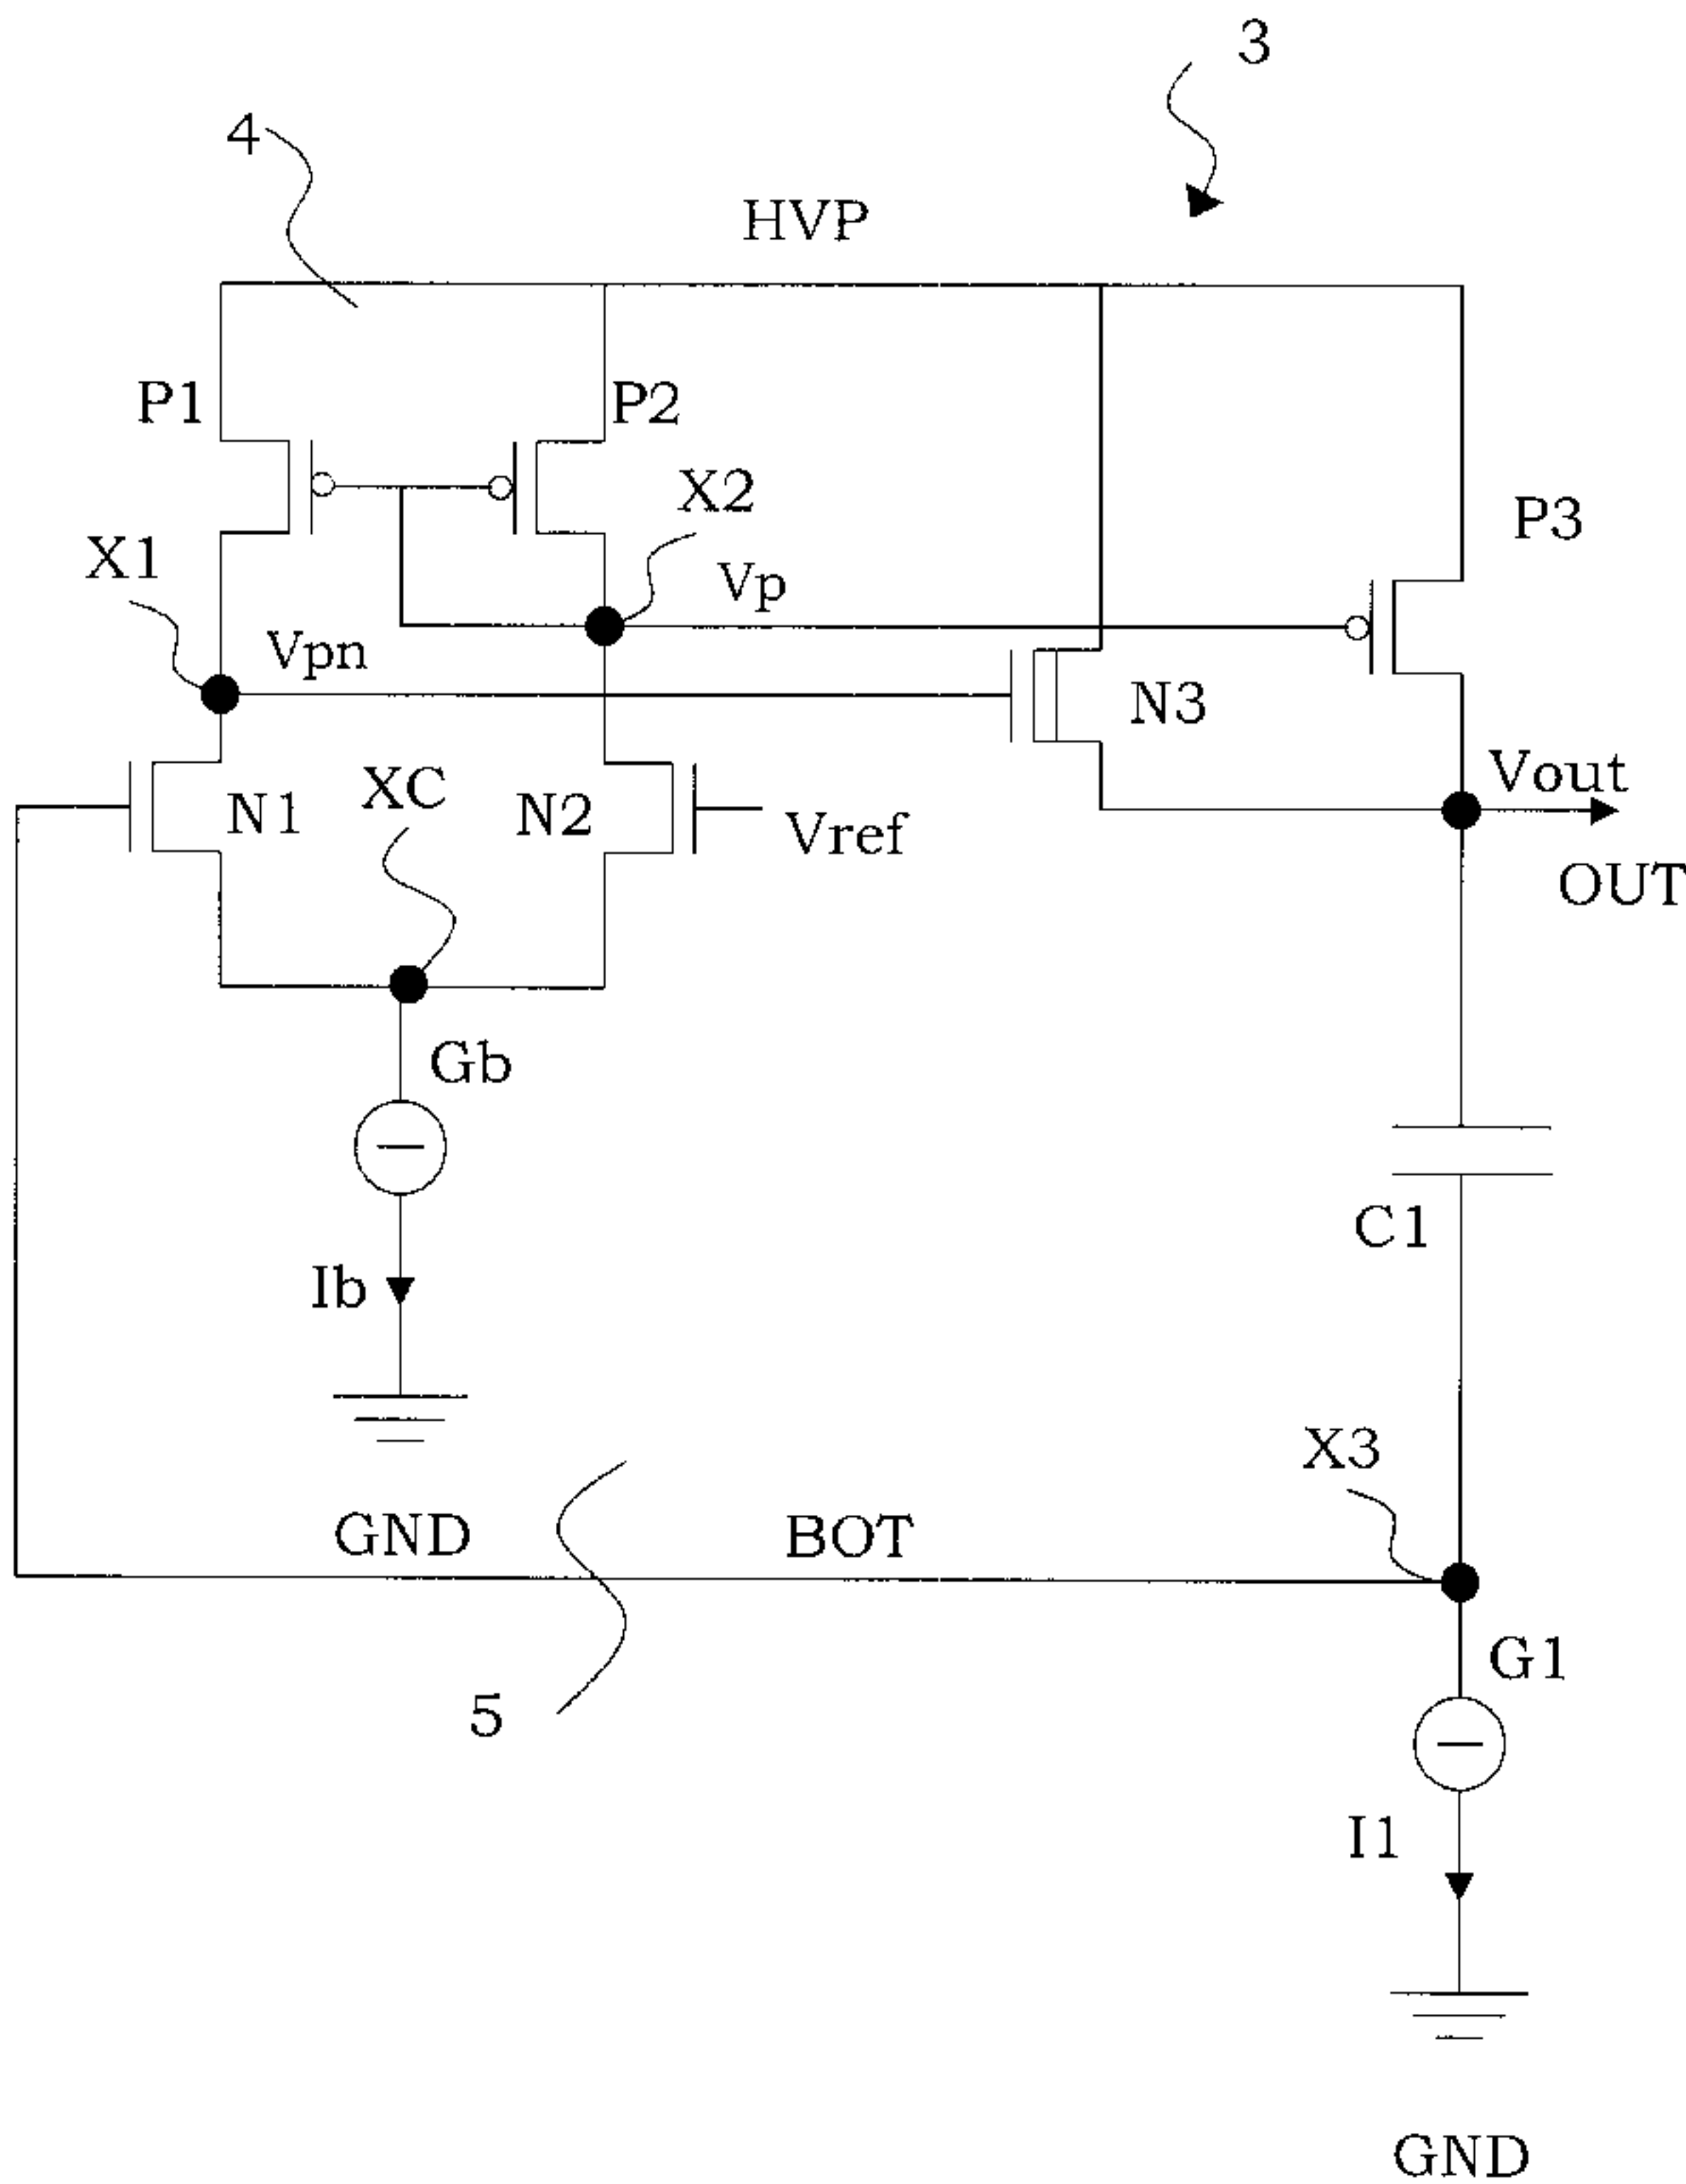 3
4
HVP
P1
P2
X2
P3
X1
Vp
Vpn
N3
XC
Vout
N1
N2
Vref
OUT
Gb
C1
Ib
X3
GND
BOT
G1
5
I1
GND